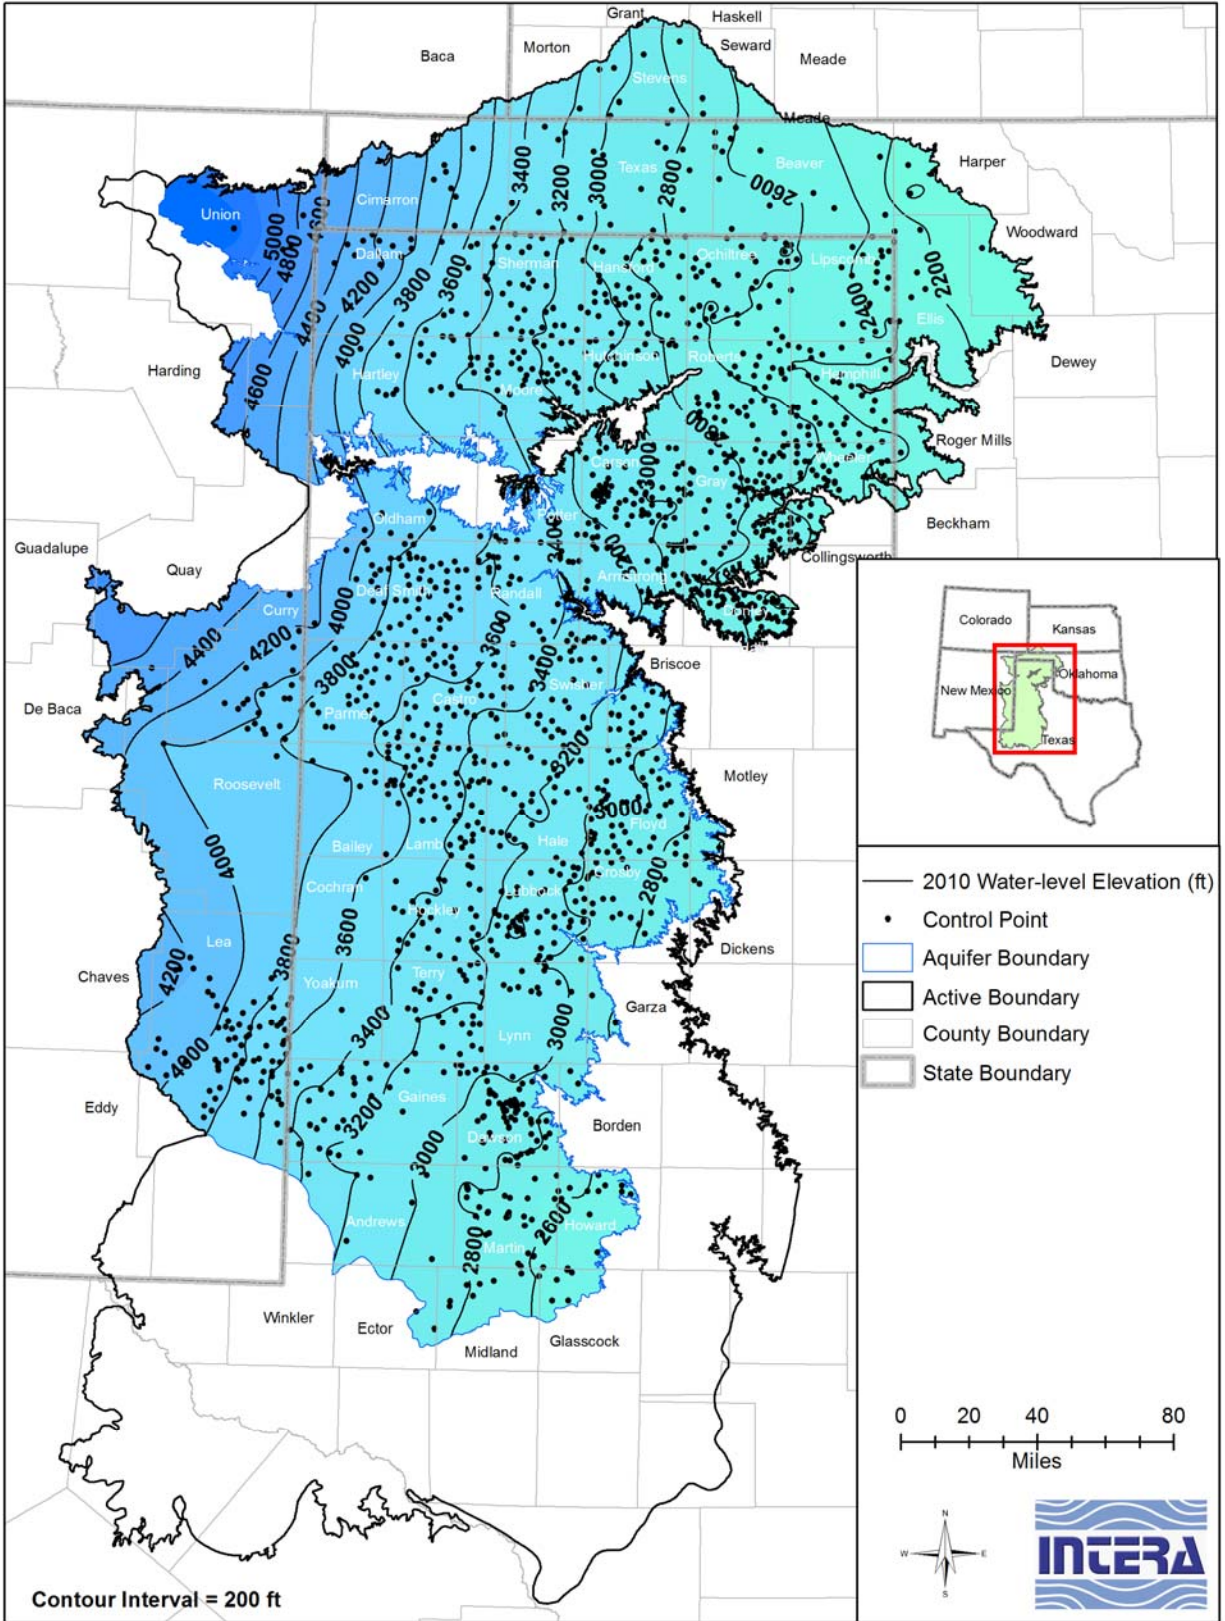 Grant
Haskell
Baca
Morton
Seward
Meade
Stevens
Meade
3400
3200
3000
Texas
2800
Beaver
2600
Harper
Cimarron
Union
5000
4800
4600
Woodward
Dallam
4200
3800
3600
Sherman
Hansford
Ochiltree
Lipscomb
2400
2200
4400
4000
Ellis
Harding
4600
Hartley
Moore
Hutchinson
Roberts
Hemphill
Dewey
2800
Roger Mills
Carson
3000
Gray
Wheeler
Oldham
Potter
3400
3200
Beckham
Guadalupe
Quay
Collingsworth
Armstrong
Deaf Smith
Randall
Donley
Curry
4000
4400
4200
3800
3600
3400
Briscoe
Swisher
De Baca
Parmer
Castro
3200
Motley
Roosevelt
3000
Floyd
4000
Bailey
Lamb
Hale
Crosby
2800
Cochran
Lubbock
Hockley
3600
Lea
3800
Dickens
4200
Chaves
Yoakum
Terry
Garza
3400
Lynn
3000
4000
Eddy
Gaines
3200
Borden
3000
Dawson
Andrews
2800
Martin
2600
Howard
Winkler
Ector
Midland
Glasscock
Colorado
Kansas
New Mexico
Oklahoma
Texas
2010 Water-level Elevation (ft)
Control Point
Aquifer Boundary
Active Boundary
County Boundary
State Boundary
0 20 40 80
Miles
N
W E
S
INTERA
Contour Interval = 200 ft